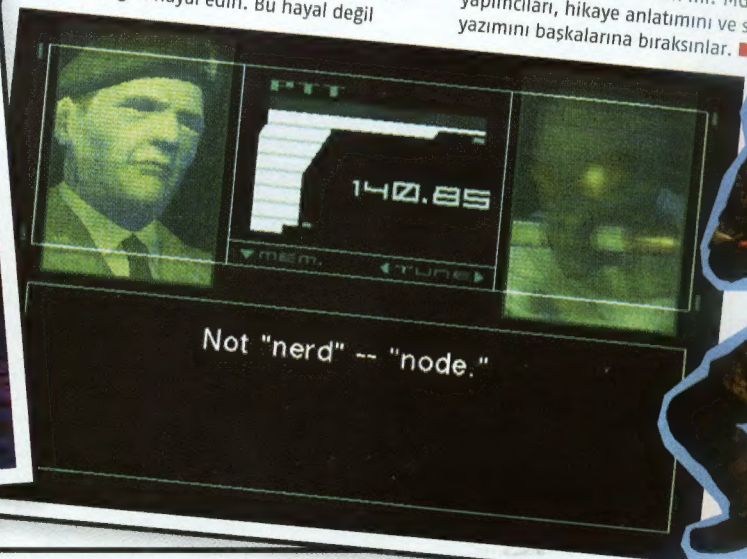 hayal edin. Bu hayal değil
yapımcıları, hikaye anlatımını ve s
yazımını başkalarına bıraksınlar.
PTT
140.85
mem.
TUNE
Not "nerd" -- "node."